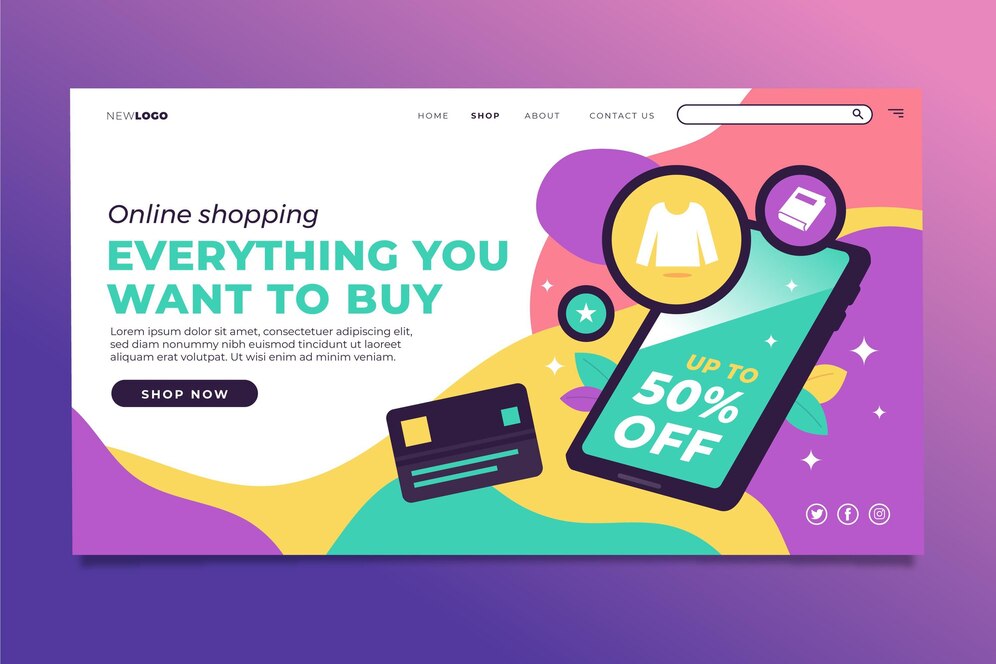 NEWLOGO
HOME SHOP ABOUT CONTACT US
Online shopping
EVERYTHING YOU
WANT TO BUY
Lorem ipsum dolor sit amet, consectetuer adipiscing elit,
sed diam nonummy nibh euismod tincidunt ut laoreet
aliquam erat volutpat. Ut wisi enim ad minim veniam.
SHOP NOW
UP TO
50%
OFF